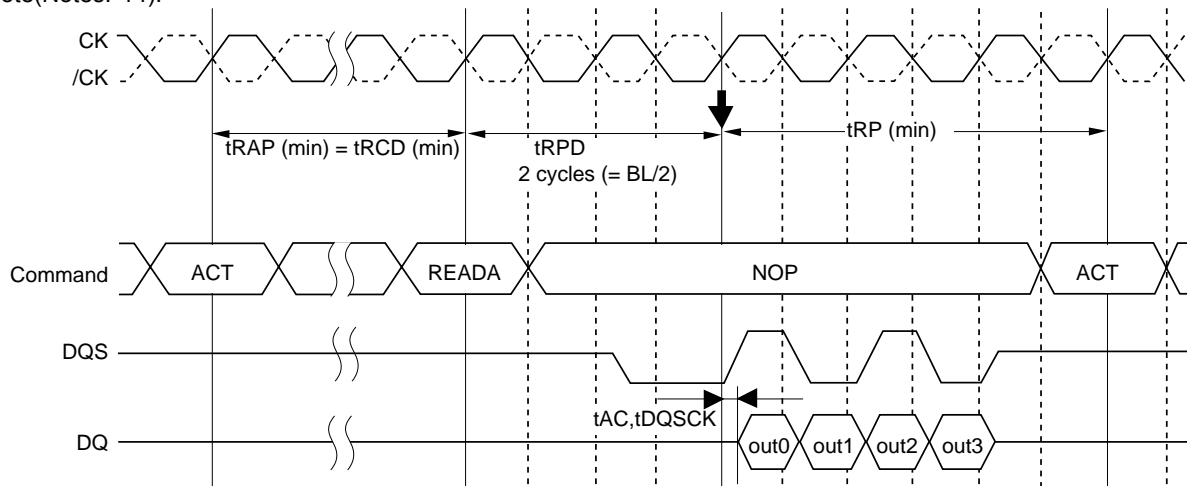 CK
/CK
tRAP (min) = tRCD (min)
tRPD
2 cycles (= BL/2)
tRP (min)
Command
ACT
READA
NOP
ACT
DQS
tAC,tDQSCK
DQ
out0
out1
out2
out3